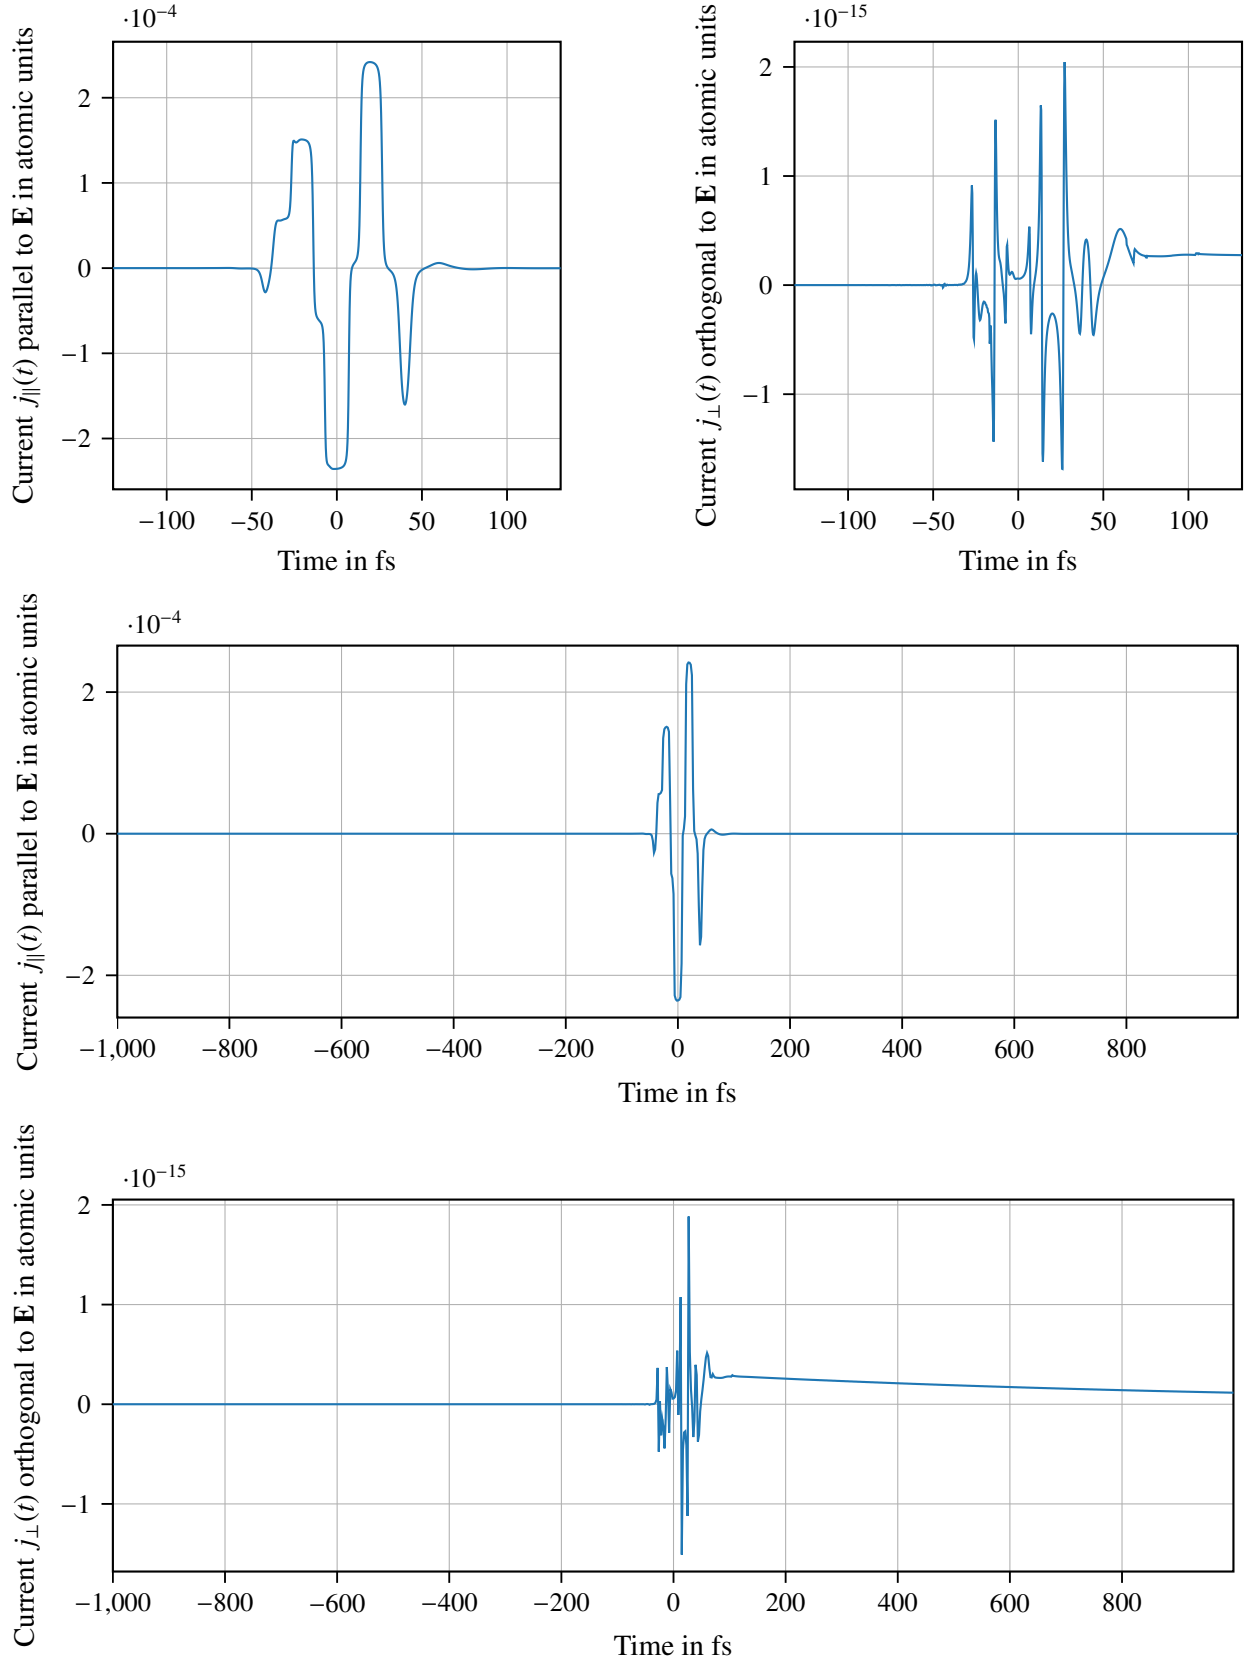 ·10−4
Current j∥(t) parallel to E in atomic units
2
1
0
−1
−2
−100 −50 0 50 100
Time in fs
·10−15
Current j⊥(t) orthogonal to E in atomic units
2
1
0
−1
−100 −50 0 50 100
Time in fs
·10−4
Current j∥(t) parallel to E in atomic units
2
0
−2
−1,000 −800 −600 −400 −200 0 200 400 600 800
Time in fs
·10−15
Current j⊥(t) orthogonal to E in atomic units
2
1
0
−1
−1,000 −800 −600 −400 −200 0 200 400 600 800
Time in fs